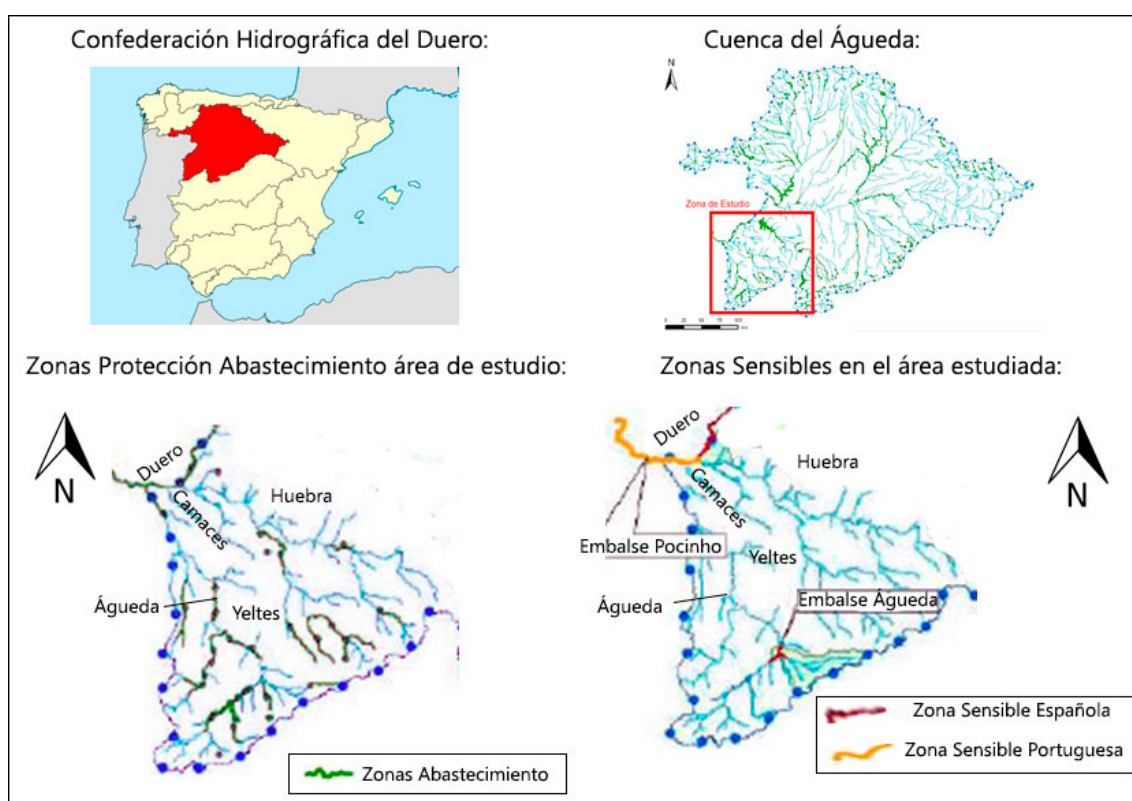 Confederación Hidrográfica del Duero:
Cuenca del Águeda:
N
Zona de Estudio
Zonas Protección Abastecimiento área de estudio:
Zonas Sensibles en el área estudiada:
N
Duero
Camaces
Huebra
Águeda
Yeltes
Zonas Abastecimiento
Duero
Huebra
Camaces
N
Embalse Pocinho
Yeltes
Águeda
Embalse Águeda
Zona Sensible Española
Zona Sensible Portuguesa